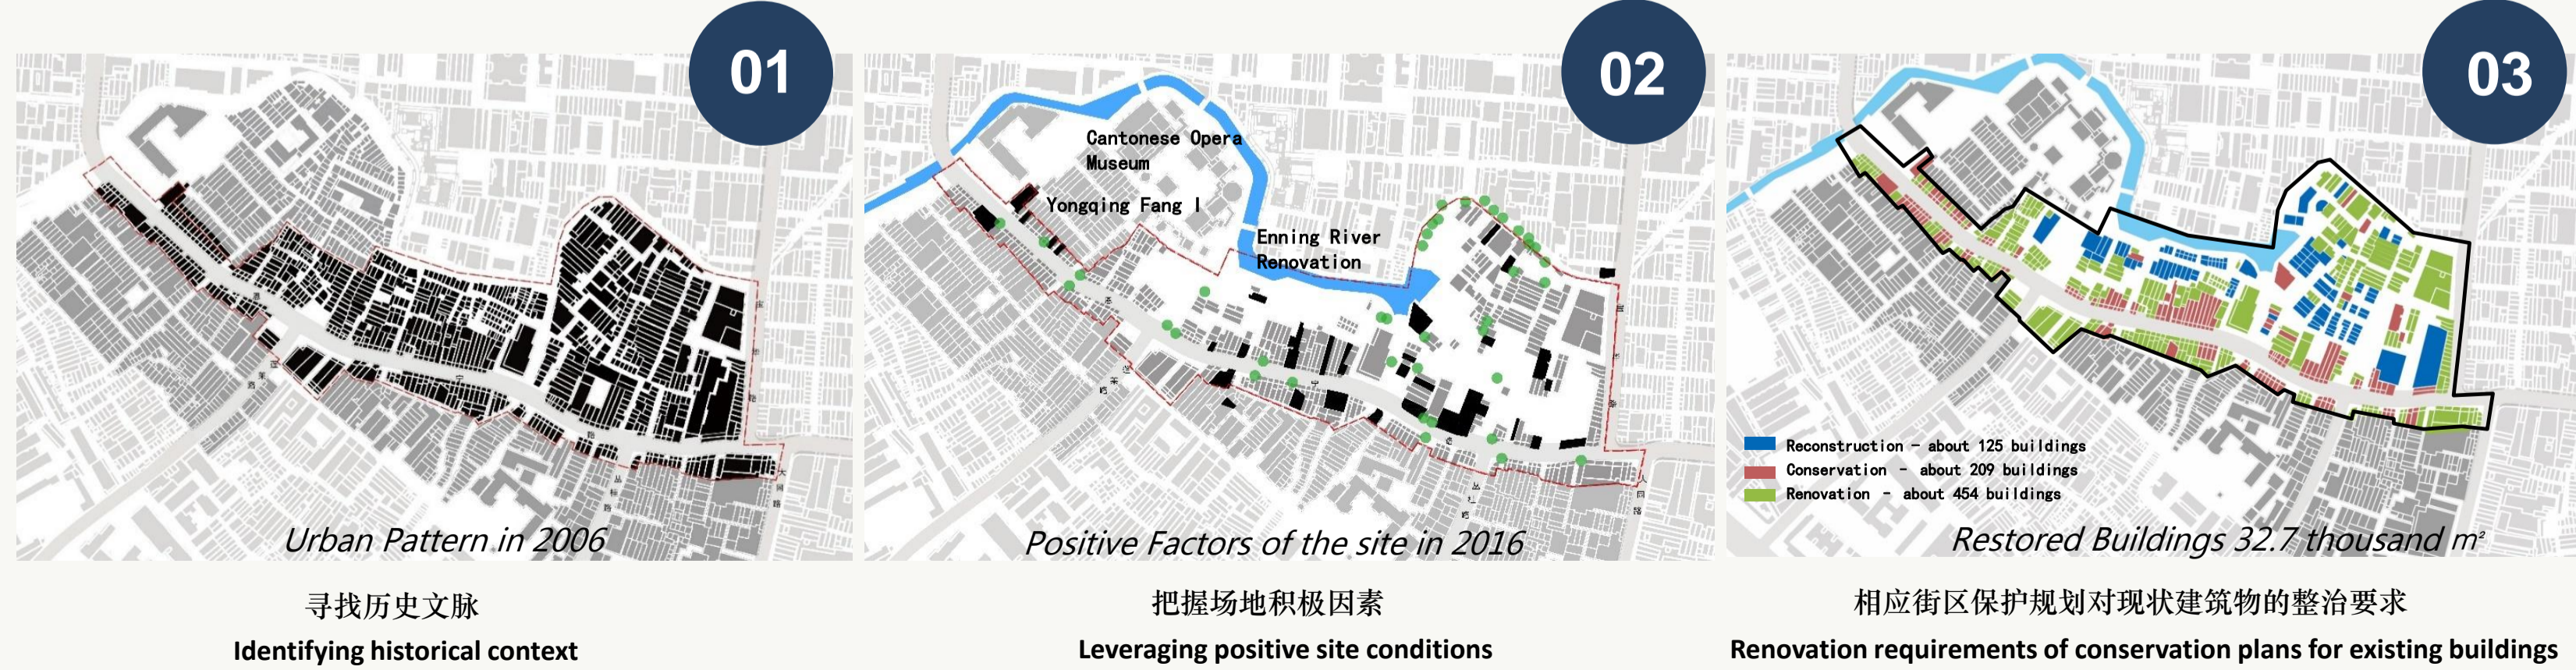 01
Urban Pattern in 2006
寻找历史文脉
Identifying historical context
02
Cantonese Opera
Museum
Yongqing Fang I
Enning River
Renovation
Positive Factors of the site in 2016
把握场地积极因素
Leveraging positive site conditions
03
Reconstruction - about 125 buildings
Conservation - about 209 buildings
Renovation - about 454 buildings
Restored Buildings 32.7 thousand m²
相应街区保护规划对现状建筑物的整治要求
Renovation requirements of conservation plans for existing buildings